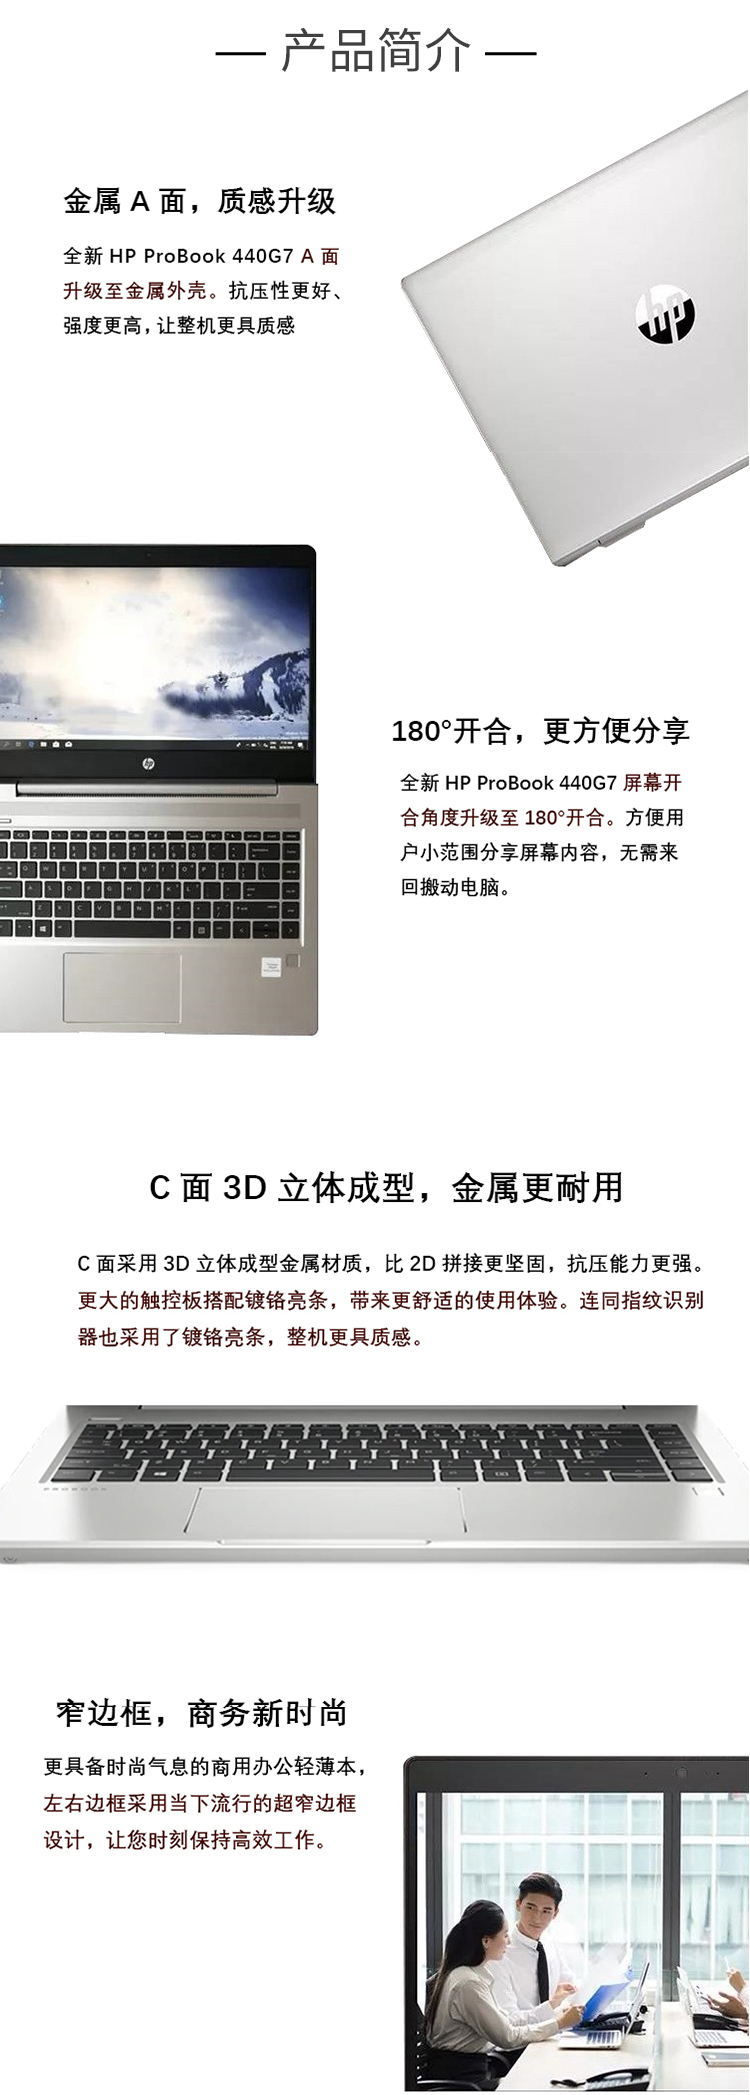 产品简介
金属 A 面，质感升级
全新 HP ProBook 440G7 A 面
升级至金属外壳。抗压性更好、
强度更高，让整机更具质感
hp
hp
180°开合，更方便分享
全新 HP ProBook 440G7 屏幕开
合角度升级至 180°开合。方便用
户小范围分享屏幕内容，无需来
回搬动电脑。
C 面 3D 立体成型，金属更耐用
C 面采用 3D 立体成型金属材质，比 2D 拼接更坚固，抗压能力更强。
更大的触控板搭配镀铬亮条，带来更舒适的使用体验。连同指纹识别
器也采用了镀铬亮条，整机更具质感。
PROBOOK
窄边框，商务新时尚
更具备时尚气息的商用办公轻薄本，
左右边框采用当下流行的超窄边框
设计，让您时刻保持高效工作。